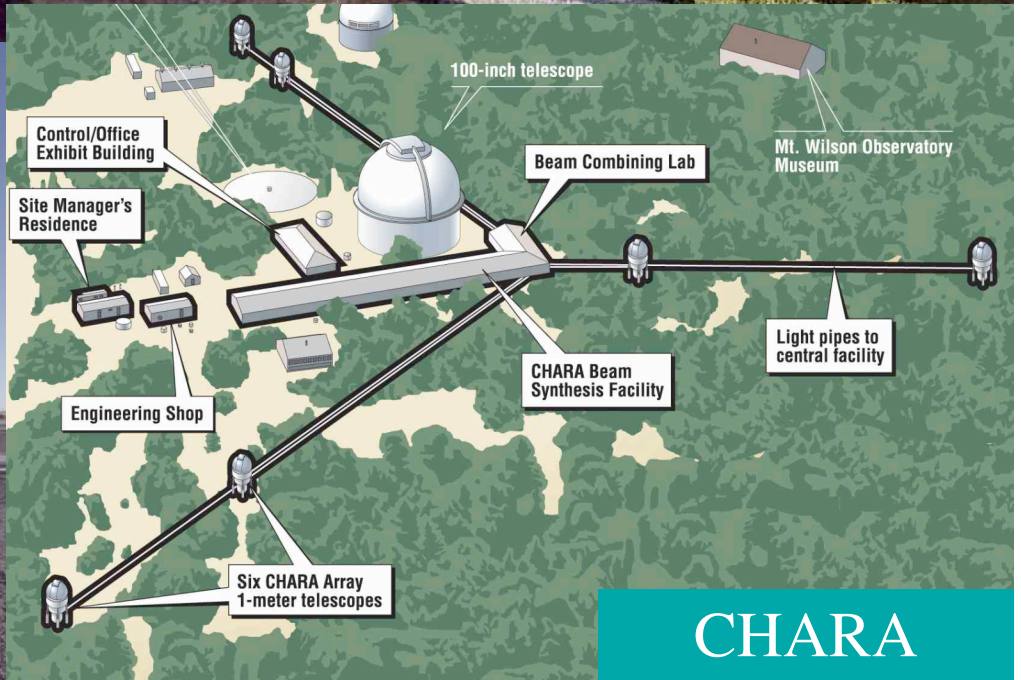 100-inch telescope
Control/Office
Exhibit Building
Beam Combining Lab
Mt. Wilson Observatory
Museum
Site Manager's
Residence
Light pipes to
central facility
CHARA Beam
Synthesis Facility
Engineering Shop
Six CHARA Array
1-meter telescopes
CHARA